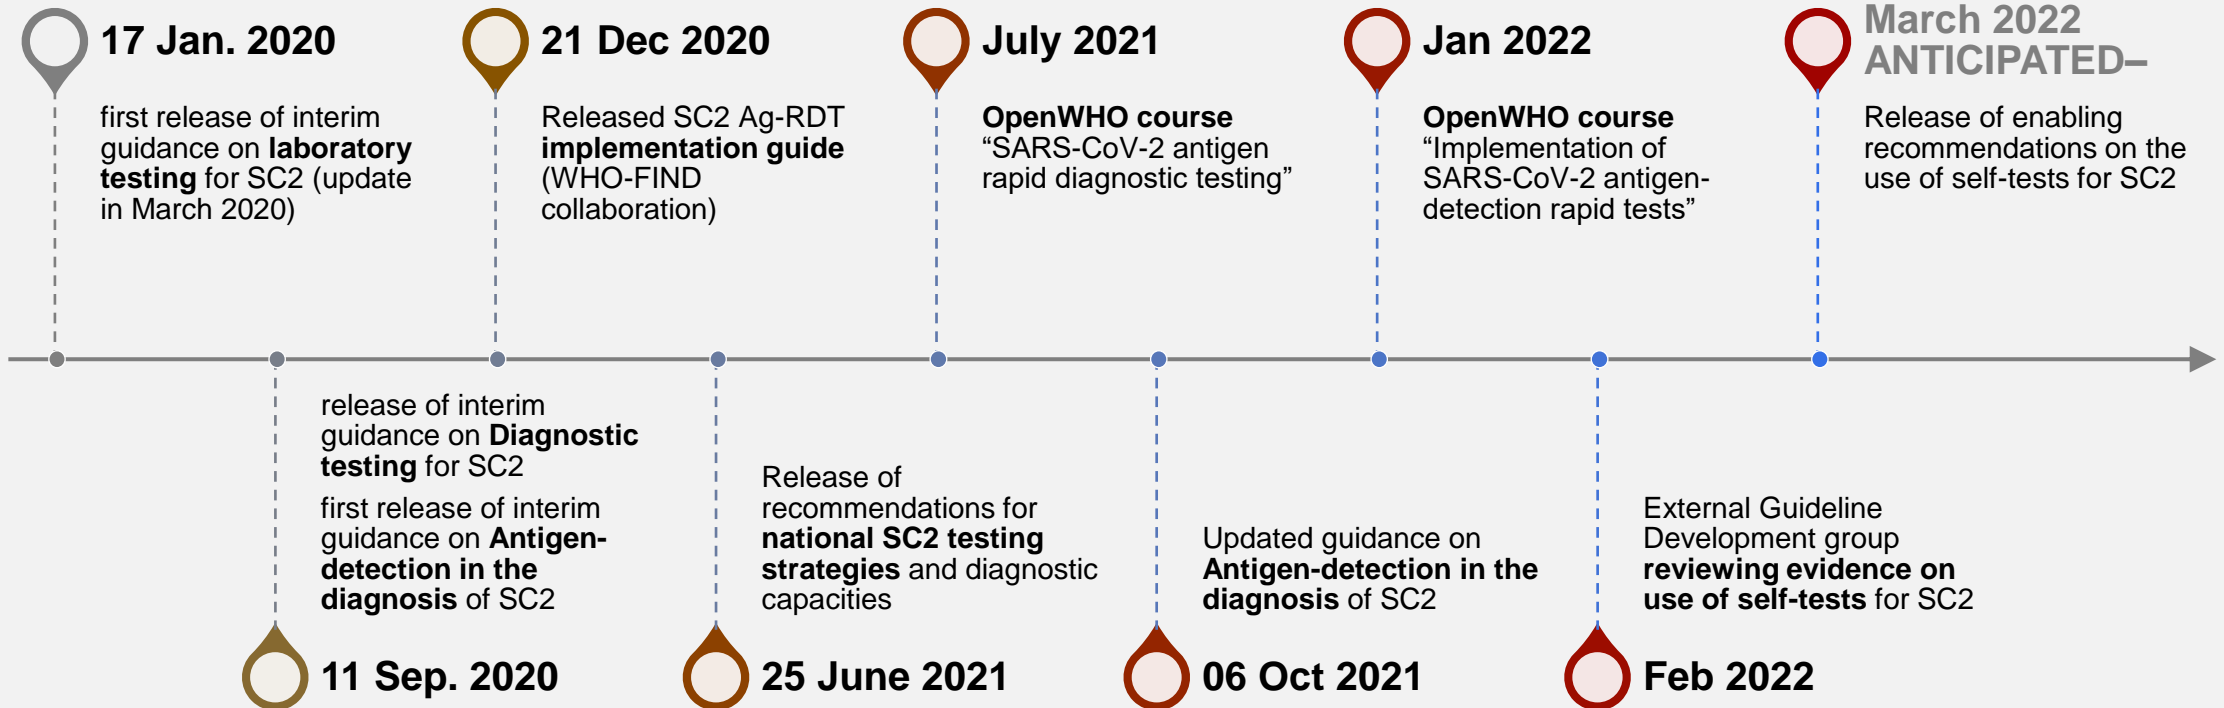 17 Jan. 2020
first release of interim
guidance on laboratory
testing for SC2 (update
in March 2020)
21 Dec 2020
Released SC2 Ag-RDT
implementation guide
(WHO-FIND
collaboration)
July 2021
OpenWHO course
“SARS-CoV-2 antigen
rapid diagnostic testing”
Jan 2022
OpenWHO course
“Implementation of
SARS-CoV-2 antigen-
detection rapid tests”
March 2022
ANTICIPATED–
Release of enabling
recommendations on the
use of self-tests for SC2
release of interim
guidance on Diagnostic
testing for SC2
first release of interim
guidance on Antigen-
detection in the
diagnosis of SC2
11 Sep. 2020
Release of
recommendations for
national SC2 testing
strategies and diagnostic
capacities
25 June 2021
Updated guidance on
Antigen-detection in the
diagnosis of SC2
06 Oct 2021
External Guideline
Development group
reviewing evidence on
use of self-tests for SC2
Feb 2022